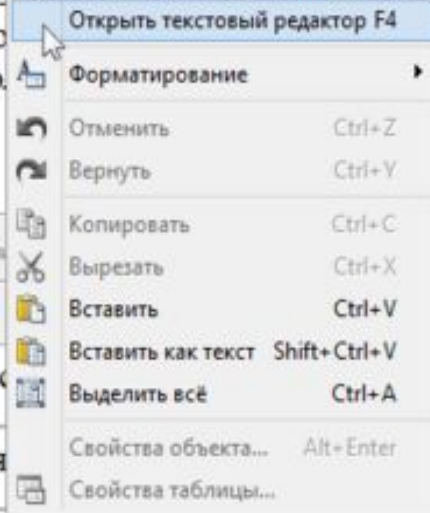 Открыть текстовый редактор F4
Форматирование
Отменить Ctrl+Z
Вернуть Ctrl+Y
Копировать Ctrl+C
Вырезать Ctrl+X
Вставить Ctrl+V
Вставить как текст Shift+Ctrl+V
Выделить всё Ctrl+A
Свойства объекта... Alt+Enter
Свойства таблицы...